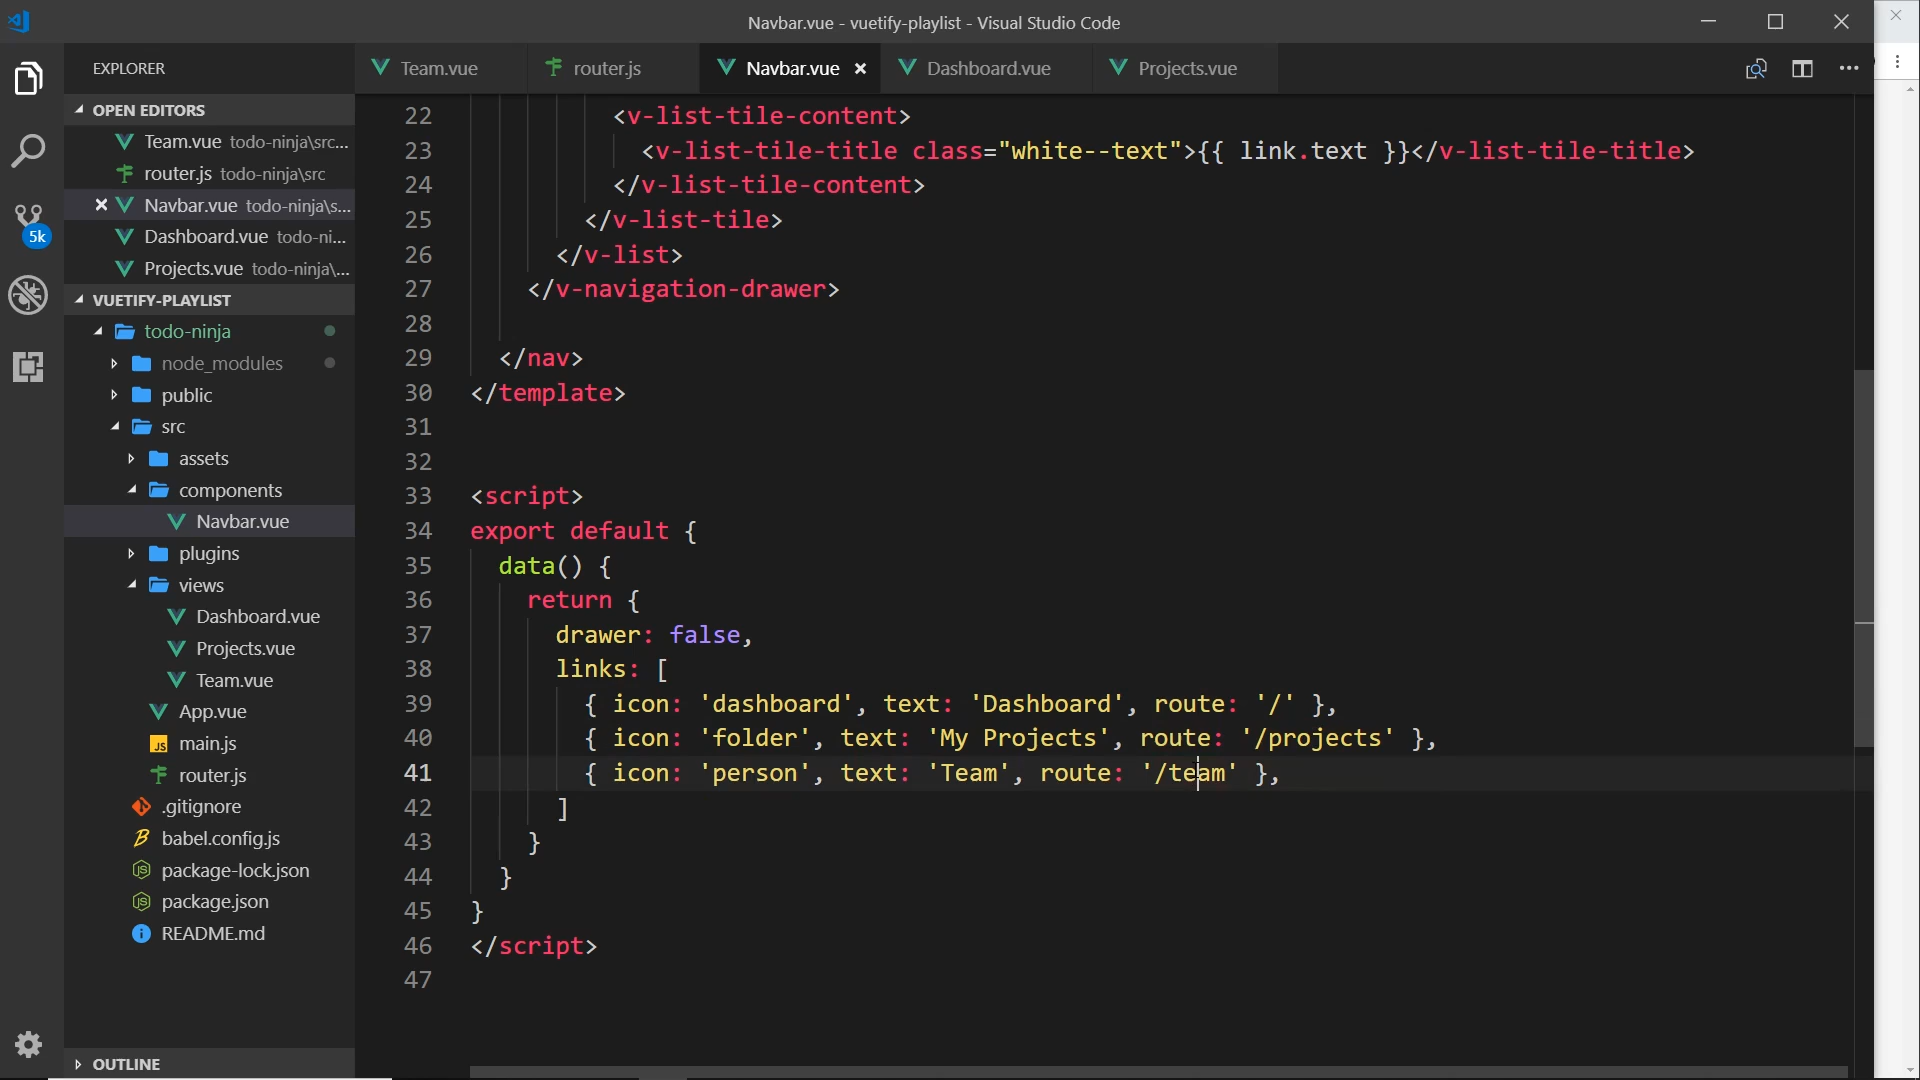 Navbar.vue - vuetify-playlist - Visual Studio Code
EXPLORER
OPEN EDITORS
Team.vue todo-ninja\src...
router.js todo-ninja\src
Navbar.vue todo-ninja\s...
Dashboard.vue todo-ni...
Projects.vue todo-ninja\...
VUETIFY-PLAYLIST
todo-ninja
node_modules
public
src
assets
components
Navbar.vue
plugins
views
Dashboard.vue
Projects.vue
Team.vue
App.vue
JS main.js
router.js
.gitignore
babel.config.js
package-lock.json
package.json
README.md
OUTLINE
5k
Team.vue router.js Navbar.vue Dashboard.vue Projects.vue
22 <v-list-tile-content>
23 <v-list-tile-title class="white--text">{{ link.text }}</v-list-tile-title>
24 </v-list-tile-content>
25 </v-list-tile>
26 </v-list>
27 </v-navigation-drawer>
28
29 </nav>
30 </template>
31
32
33 <script>
34 export default {
35 data() {
36 return {
37 drawer: false,
38 links: [
39 { icon: 'dashboard', text: 'Dashboard', route: '/' },
40 { icon: 'folder', text: 'My Projects', route: '/projects' },
41 { icon: 'person', text: 'Team', route: '/team' },
42 ]
43 }
44 }
45 }
46 </script>
47